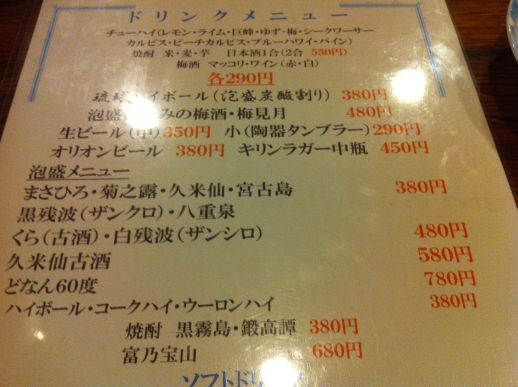 ドリンクメニュー
チューハイ(レモン・ライム・巨峰・ゆず・梅・シークワーサー
カルピス・ピーチカルピス・ブルーハワイ・パイン)
焼酎 米・麦・芋 日本酒1合(2合 550円)
梅酒 マッコリ・ワイン(赤・白)
各290円
琉球ハイボール(泡盛炭酸割り) 380円
泡盛 みの梅酒・梅見月 480円
生ビール(中)350円 小(陶器タンブラー)290円
オリオンビール 380円 キリンラガー中瓶 450円
泡盛メニュー
まさひろ・菊之露・久米仙・宮古島 380円
黒残波(ザンクロ)・八重泉
くら(古酒)・白残波(ザンシロ) 480円
久米仙古酒 580円
どなん60度 780円
ハイボール・コークハイ・ウーロンハイ 380円
焼酎 黒霧島・鍛高譚 380円
富乃宝山 680円
ソフトドリンク